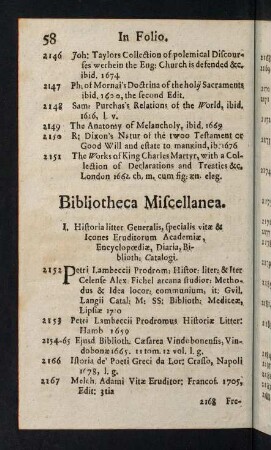 58 In Folio.
2146 Joh: Taylors Collection of polemical Discour-
ses werhein the Eng: Church is defended &c.
ibid. 1674
2147 Ph. of Mornai's Doctrina of the holij Sacrament
ibid. 1600, the second Edit.
2148 Sam: Purchas's Relations of the World, ibid.
1616, l. v.
2149 The Anatomy of Melancholy, ibid. 1669
2150 R: Dixon's Natur of the twoo Testament or
Good Will and estate to mankind, ib: 1676
2151 The Works of King Charles Martyr, with a Col-
lection of Declarations and Treaties &c,
London 1662. ch. m. cum fig: æn. eleg.
Bibliotheca Miscellanea.
I. Historia litter Generalis, specialis vitæ &
Icones Eruditorum Academiæ,
Encyclopœdiæ, Diaria, Bi-
blioth: Catalogi.
2152 Petri Lambeccii Prodrom: Histor: liter: & Iter
Celense Alex. Fichel arcana studior: Metho-
dus & Idea locor: communium, it: Gvil.
Langii Catal: M: SS: Biblioth: Mediceæ,
Lipsiæ 1710
2153 Petri Lambeccii Prodromus Historiæ Litter:
Hamb 1659
2154-65 Ejusd Biblioth. Cæsarea Vindobonensis, Vin-
dobonæ 1665. 11 tom. 12 vol. l. g.
2166 Istoria de' Poeti Greci da Lor: Crasso, Napoli
1678, l. g.
2167 Melch. Adami Vitæ Eruditor: Francof. 1705,
Edit: 3tia
2168 Fre-